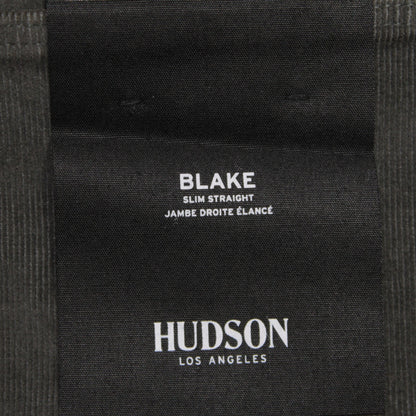 BLAKE
SLIM STRAIGHT
JAMBE DROITE ÉLANCÉ
HUDSON
LOS ANGELES